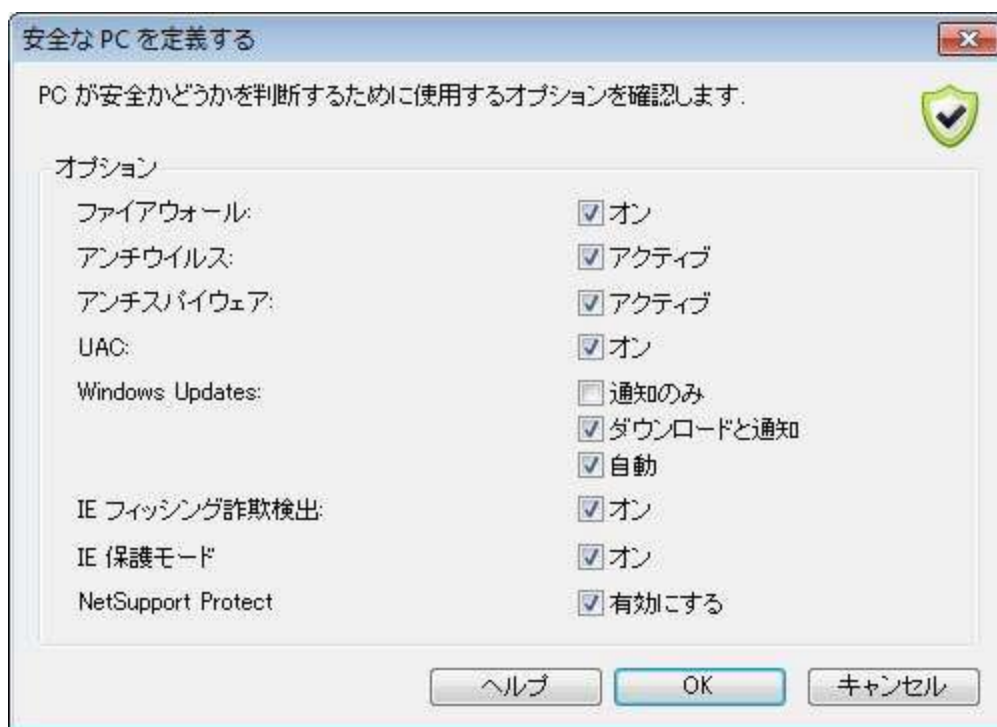 安全な PC を定義する
PC が安全かどうかを判断するために使用するオプションを確認します.
オプション
ファイアウォール: オン
アンチウイルス: アクティブ
アンチスパイウェア: アクティブ
UAC: オン
Windows Updates: 通知のみ
ダウンロードと通知
自動
IE フィッシング詐欺検出: オン
IE 保護モード オン
NetSupport Protect 有効にする
ヘルプ OK キャンセル